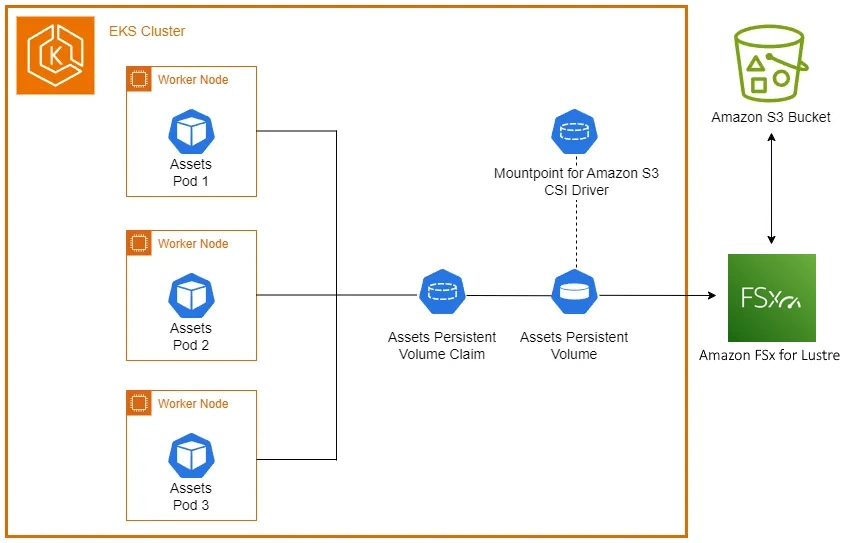 EKS Cluster
K
Worker Node
Assets
Pod 1
Worker Node
Assets
Pod 2
Worker Node
Assets
Pod 3
Mountpoint for Amazon S3
CSI Driver
Assets Persistent
Volume Claim
Assets Persistent
Volume
Amazon S3 Bucket
FSx
Amazon FSx for Lustre